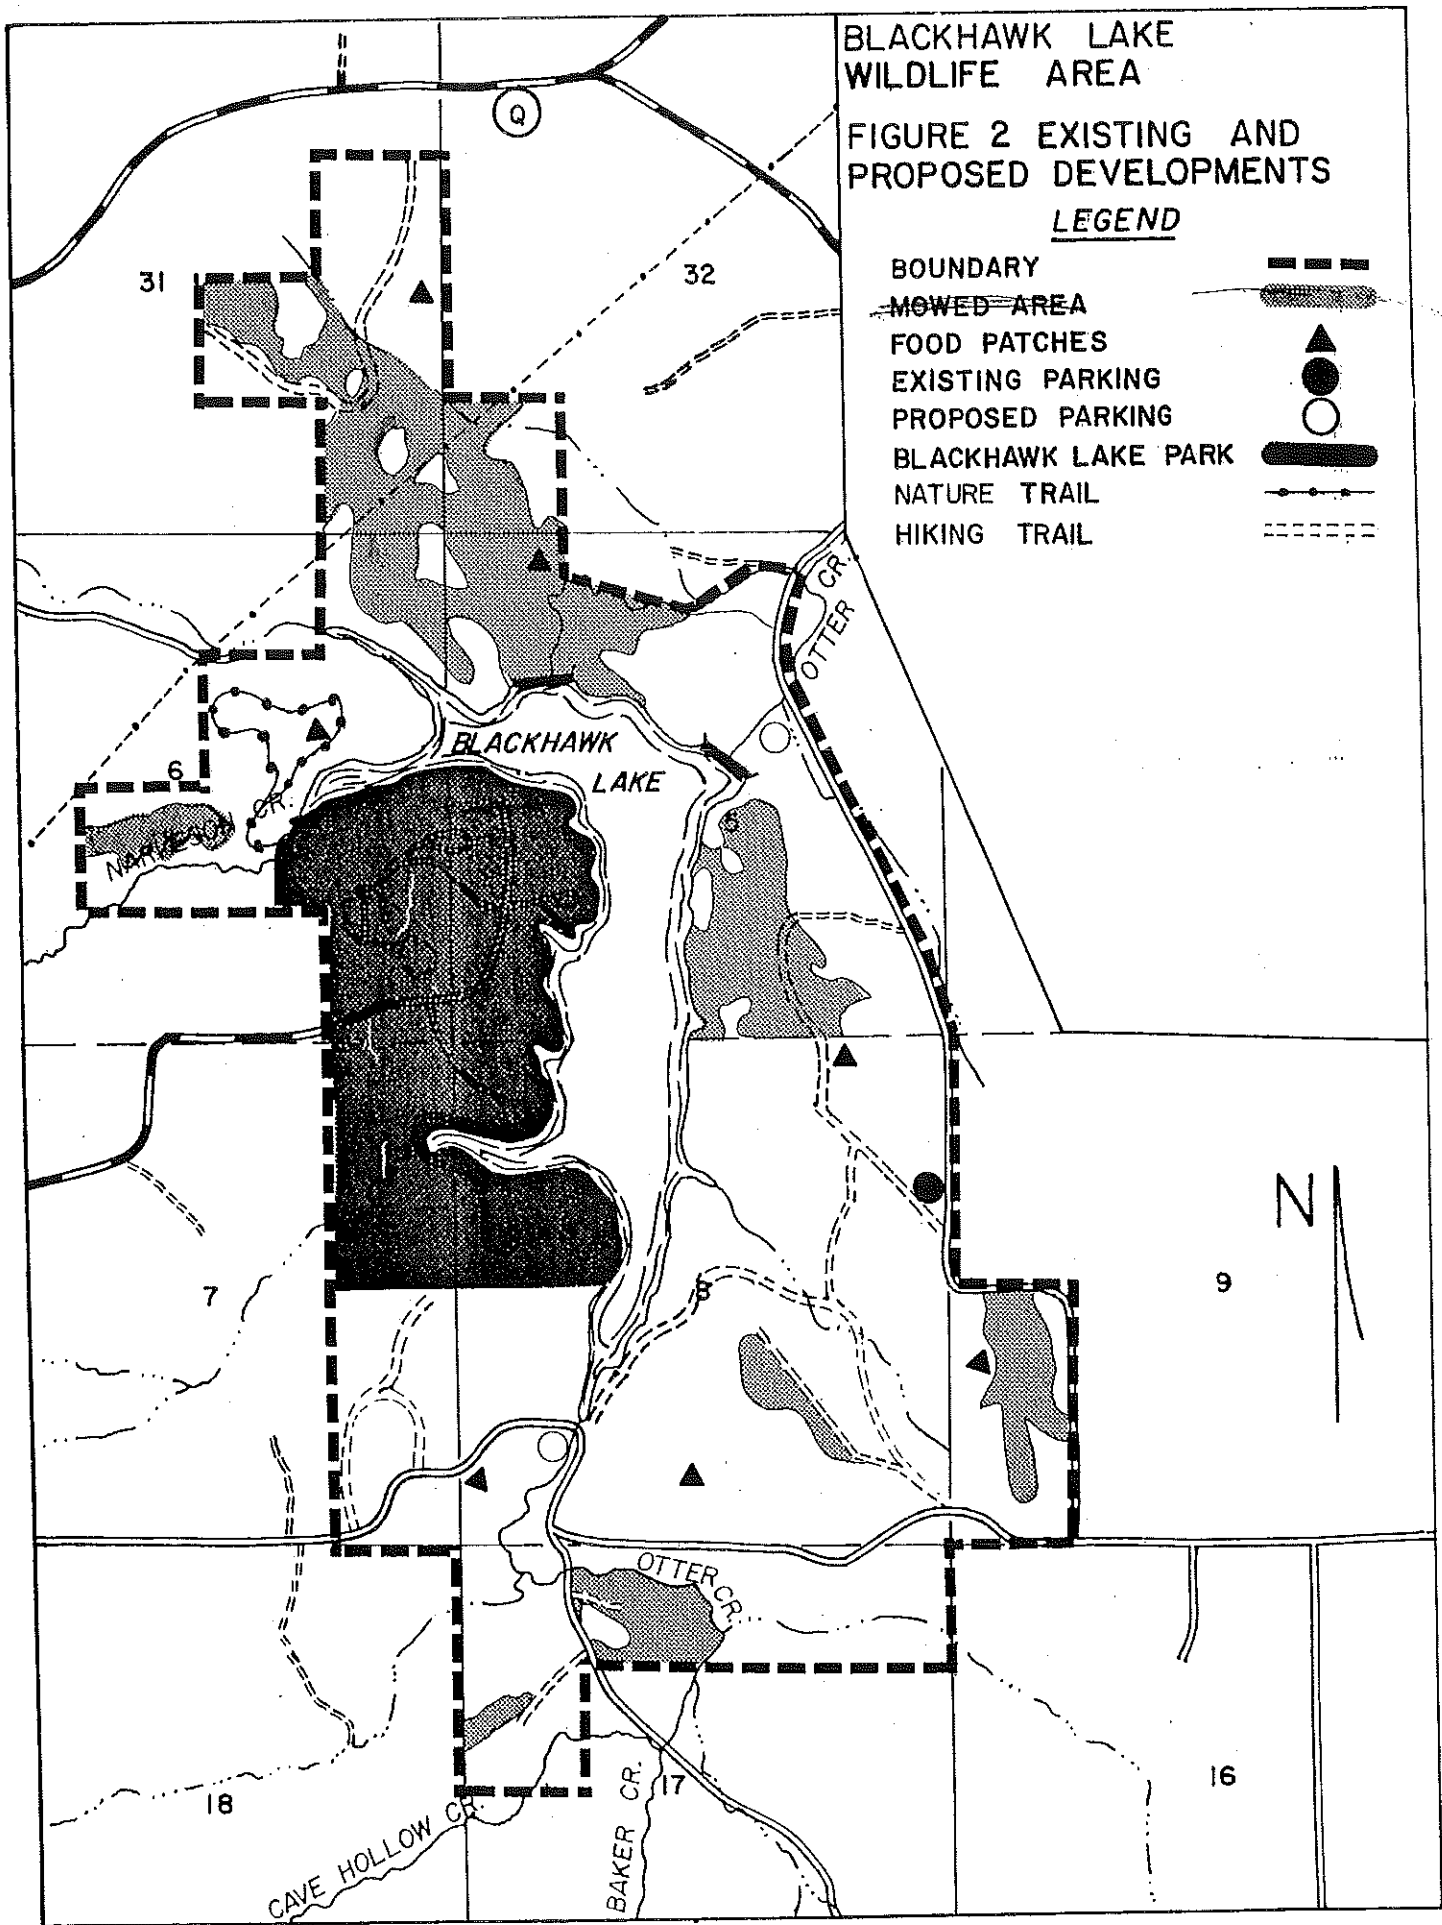 BLACKHAWK LAKE
WILDLIFE AREA
FIGURE 2 EXISTING AND
PROPOSED DEVELOPMENTS
LEGEND
BOUNDARY
MOWED AREA
FOOD PATCHES
EXISTING PARKING
PROPOSED PARKING
BLACKHAWK LAKE PARK
NATURE TRAIL
HIKING TRAIL
Q
31
32
OTTER CR.
BLACKHAWK
LAKE
6
5
CR.
N
7
8
9
OTTER CR.
18
17
16
CAVE HOLLOW CR.
BAKER CR.